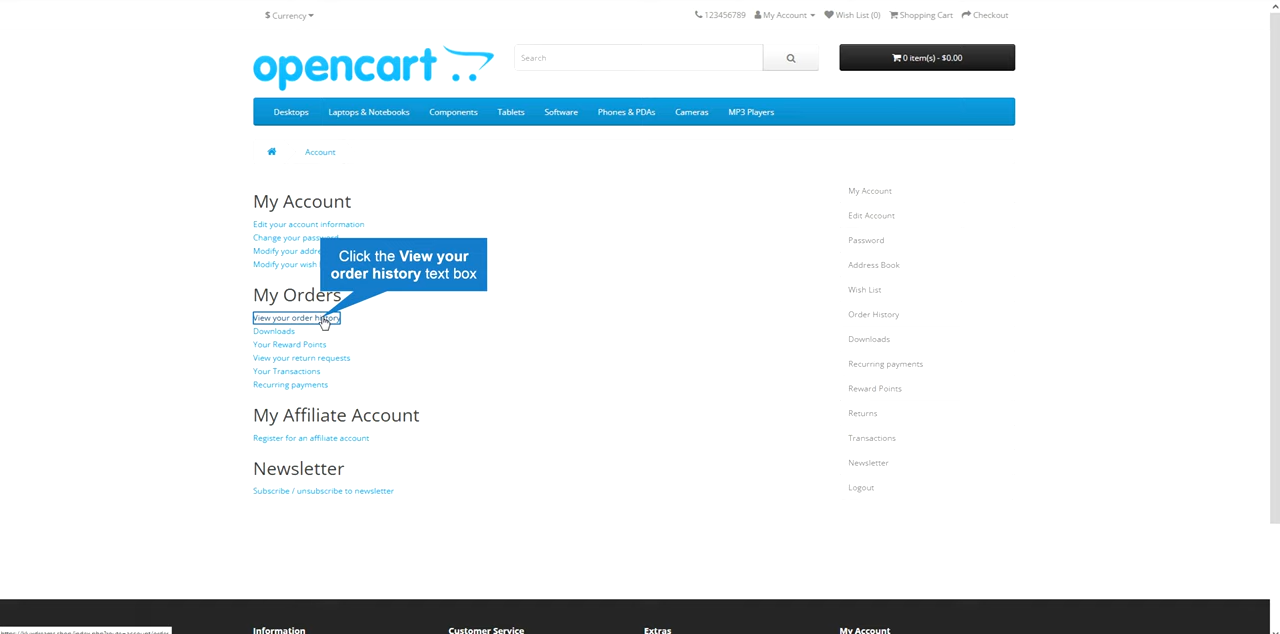 $ Currency
123456789 My Account Wish List (0) Shopping Cart Checkout
opencart
Search
0 item(s) - $0.00
Desktops Laptops & Notebooks Components Tablets Software Phones & PDAs Cameras MP3 Players
Account
My Account
Edit your account information
Change your
Modify your
Modify your wish
Click the View your
order history text box
My Orders
View your order history
Downloads
Your Reward Points
View your return requests
Your Transactions
Recurring payments
My Affiliate Account
Register for an affiliate account
Newsletter
Subscribe / unsubscribe to newsletter
My Account
Edit Account
Password
Address Book
Wish List
Order History
Downloads
Recurring payments
Reward Points
Returns
Transactions
Newsletter
Logout
Information Customer Service Extras My Account